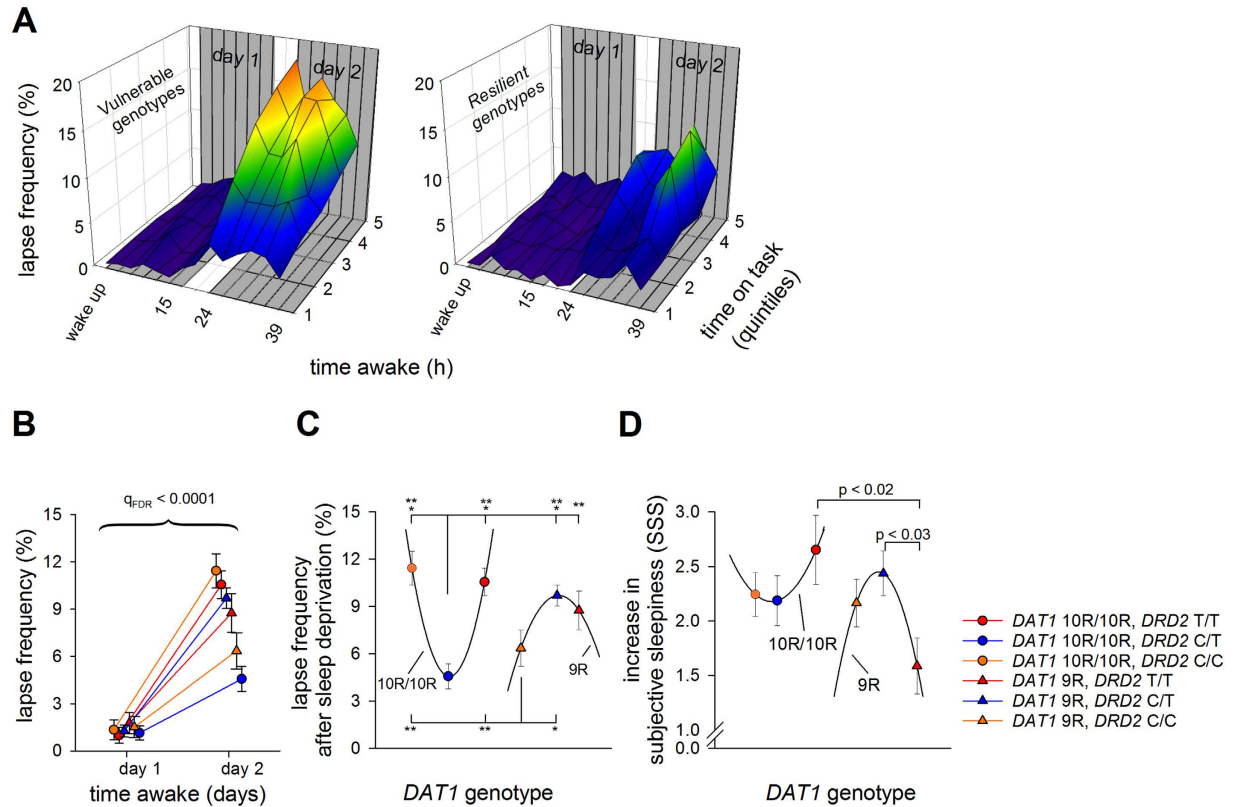 A
lapse frequency (%)
20
15
10
5
0
Vulnerable
genotypes
day 1
day 2
wake up
15
24
39
1
2
3
4
5
20
15
10
5
0
Resilient
genotypes
day 1
day 2
wake up
15
24
39
1
2
3
4
5
time on task
(quintiles)
time awake (h)
B
lapse frequency (%)
15
12
9
6
3
0
qFDR < 0.0001
day 1
day 2
time awake (days)
C
lapse frequency
after sleep deprivation (%)
15
12
9
6
3
0
**
*
**
*
**
*
**
10R/10R
9R
**
**
*
DAT1 genotype
D
increase in
subjective sleepiness (SSS)
3.0
2.5
2.0
1.5
1.0
0.0
p < 0.02
p < 0.03
10R/10R
9R
DAT1 genotype
DAT1 10R/10R, DRD2 T/T
DAT1 10R/10R, DRD2 C/T
DAT1 10R/10R, DRD2 C/C
DAT1 9R, DRD2 T/T
DAT1 9R, DRD2 C/T
DAT1 9R, DRD2 C/C